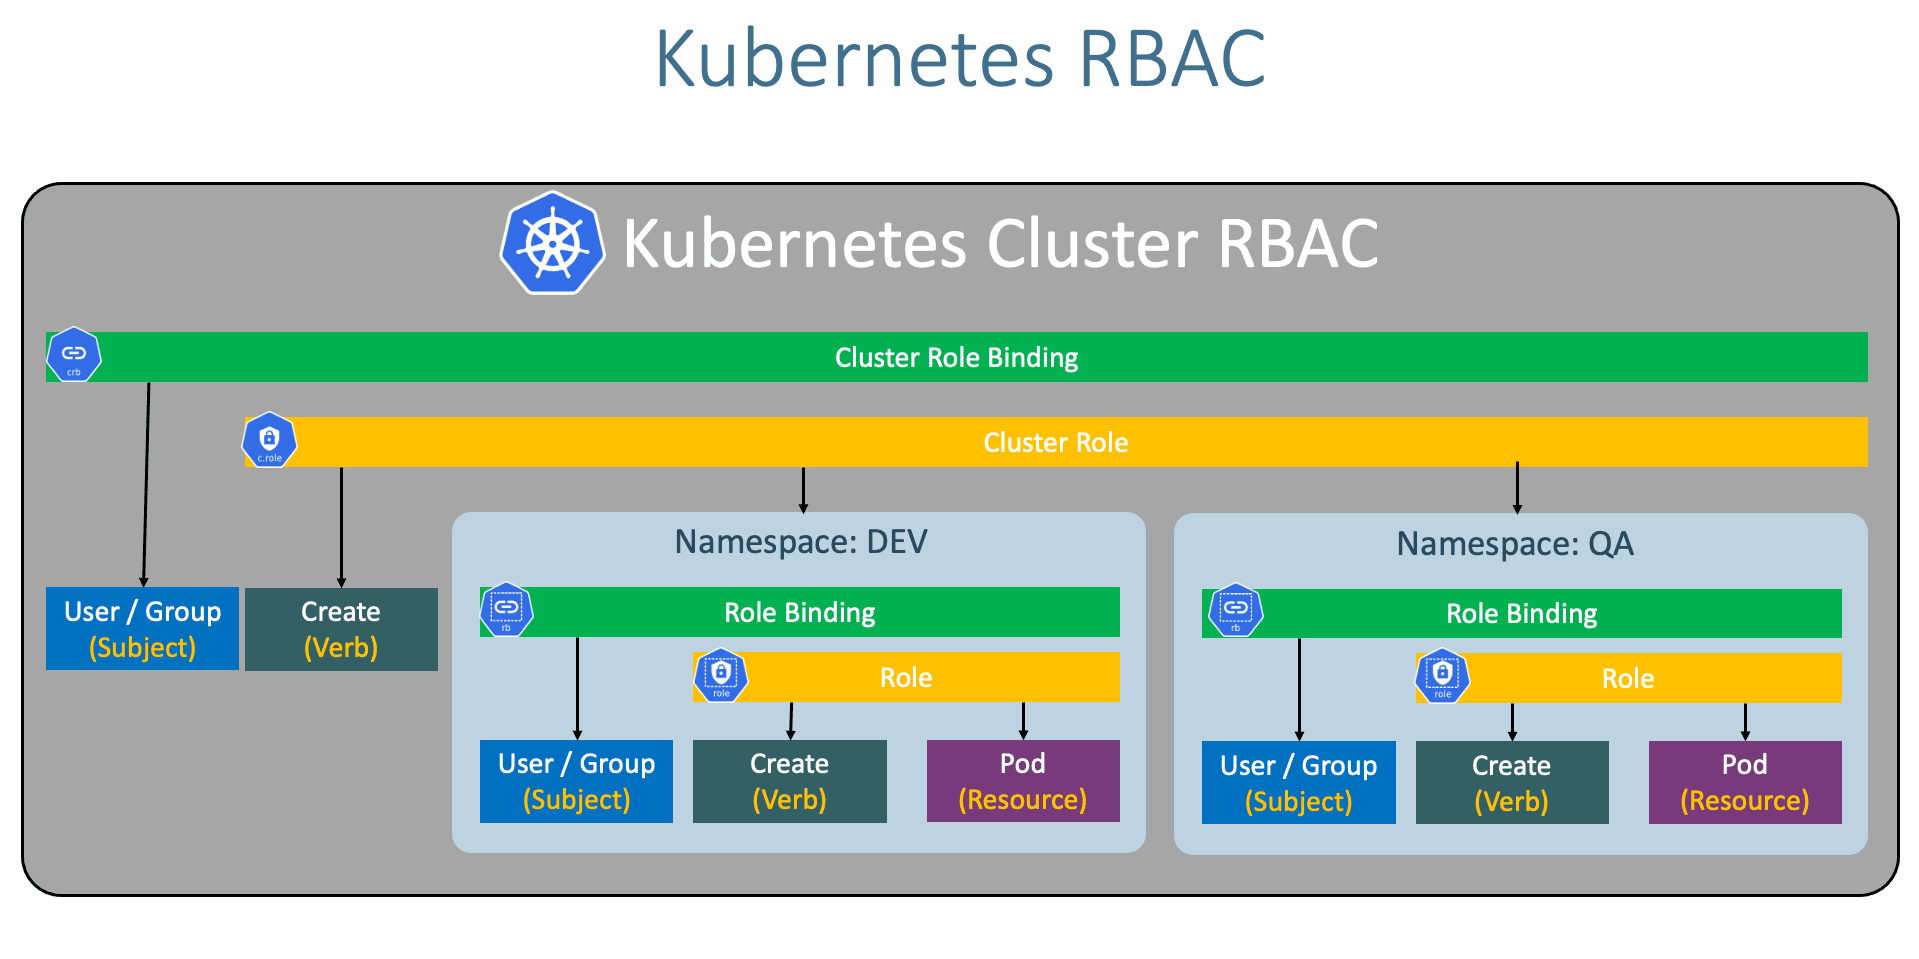 Kubernetes RBAC
Kubernetes Cluster RBAC
crb
Cluster Role Binding
c.role
Cluster Role
Namespace: DEV
Namespace: QA
User / Group
(Subject)
Create
(Verb)
rb
Role Binding
role
Role
User / Group
(Subject)
Create
(Verb)
Pod
(Resource)
rb
Role Binding
role
Role
User / Group
(Subject)
Create
(Verb)
Pod
(Resource)